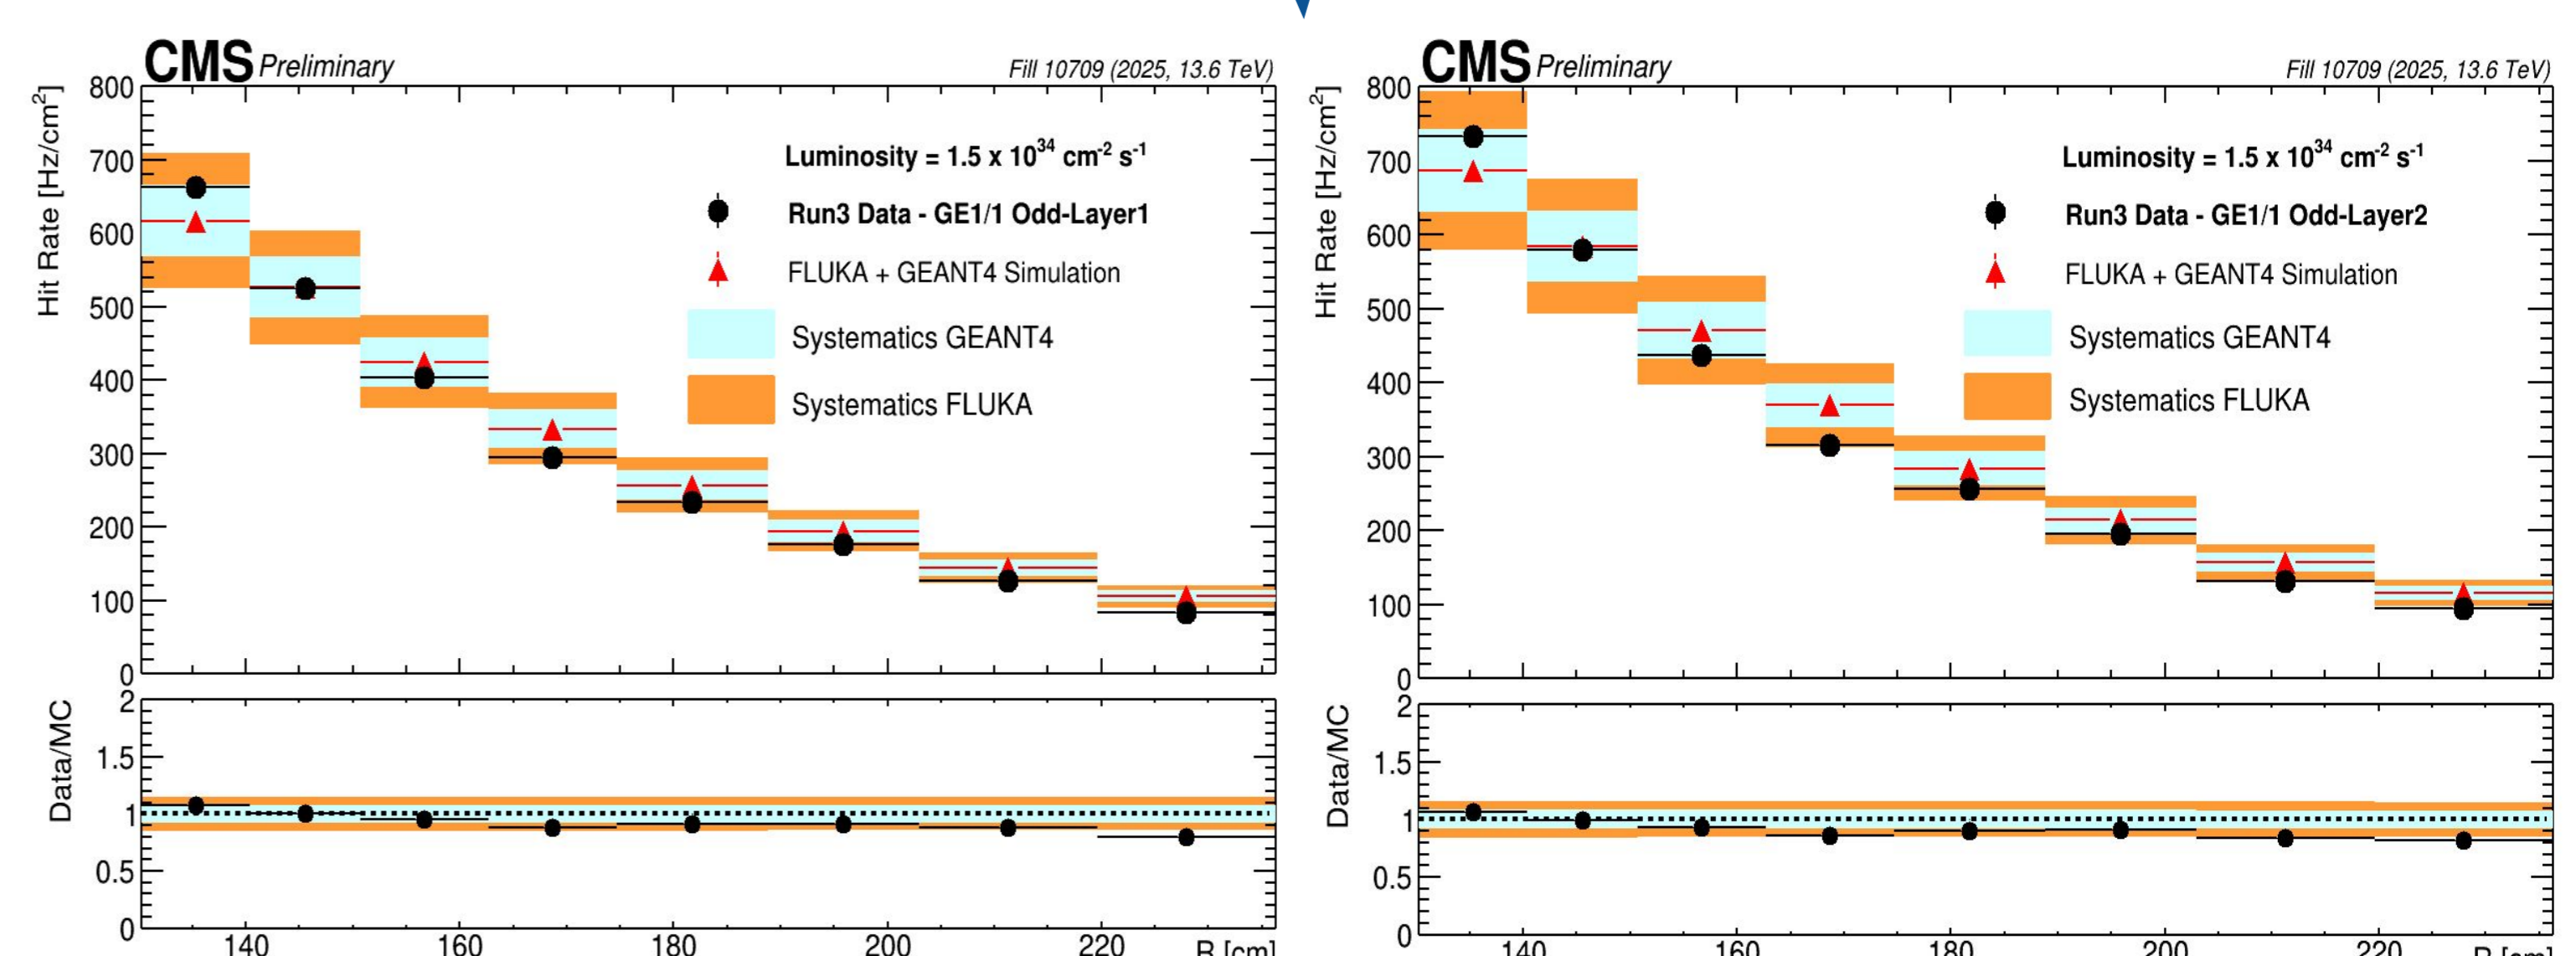 CMS Preliminary
Fill 10709 (2025, 13.6 TeV)
Hit Rate [Hz/cm²]
800
700
600
500
400
300
200
100
0
Luminosity = 1.5 x 10³⁴ cm⁻² s⁻¹
Run3 Data - GE1/1 Odd-Layer1
FLUKA + GEANT4 Simulation
Systematics GEANT4
Systematics FLUKA
Data/MC
2
1.5
1
0.5
0
140 160 180 200 220 R [cm]
CMS Preliminary
Fill 10709 (2025, 13.6 TeV)
Hit Rate [Hz/cm²]
800
700
600
500
400
300
200
100
0
Luminosity = 1.5 x 10³⁴ cm⁻² s⁻¹
Run3 Data - GE1/1 Odd-Layer2
FLUKA + GEANT4 Simulation
Systematics GEANT4
Systematics FLUKA
Data/MC
2
1.5
1
0.5
0
140 160 180 200 220 R [cm]